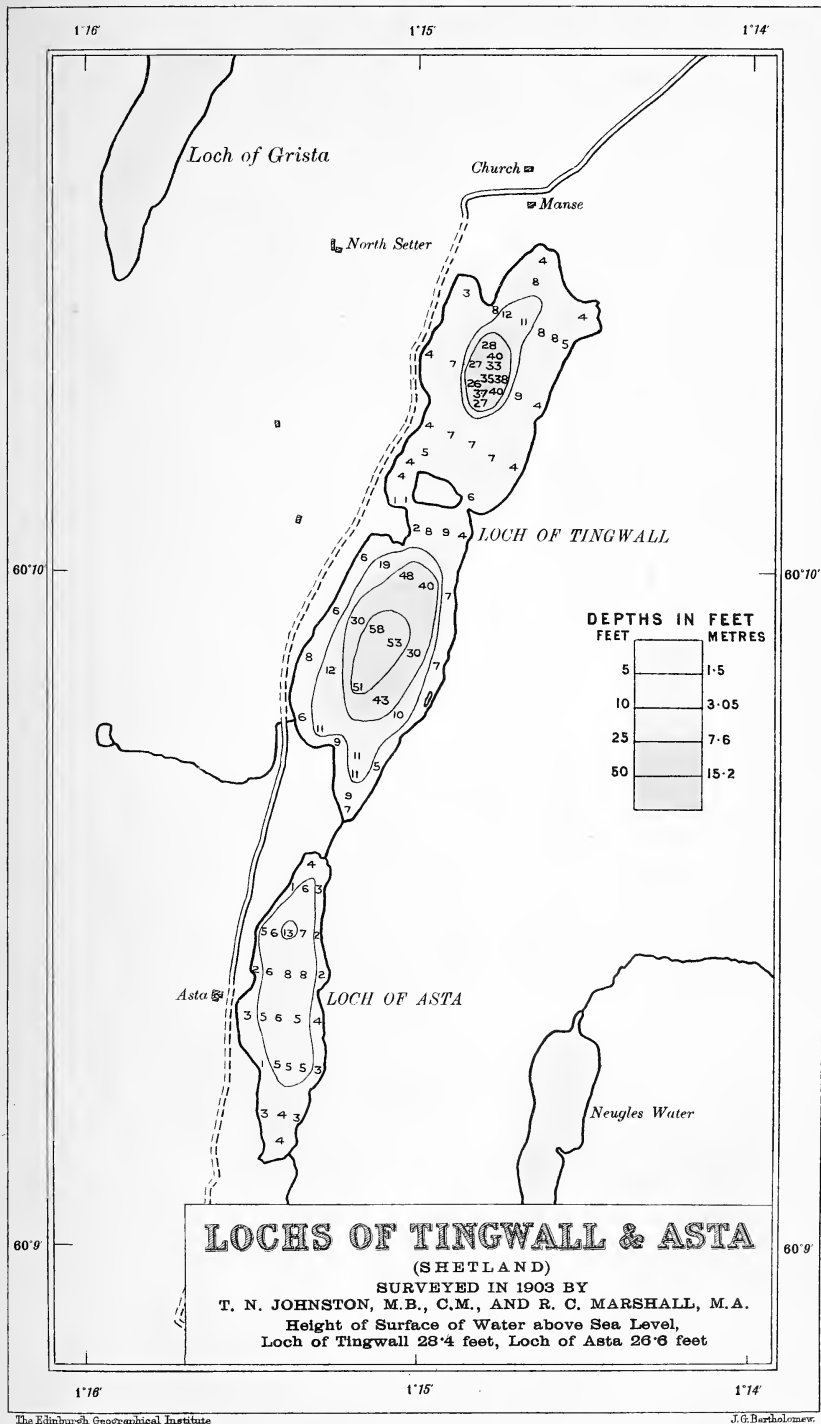 1°16' 1°15' 1°14'
Loch of Grista
Church
Manse
North Setter
4
8
3
8 12 11
4
8 8 5
28
40
4 7 27 33
26 35 38
37 40 9
27 4
4
7
5 7
4 7 4
4
1 1 6
2 8 9 4
LOCH OF TINGWALL
60°10' 60°10'
6 19 48 40
7
6 30 58
53
8 12 30 7
51
43
6 11 10
9
11 5
11
9
7
DEPTHS IN FEET
FEET METRES
5 1·5
10 3·05
25 7·6
50 15·2
4
1 6 3
5 6 13 7 2
2 6 8 8 2
Asta
LOCH OF ASTA
3 5 6 5 4
1 5 5 5 3
3 4 3
4
Neugles Water
LOCHS OF TINGWALL & ASTA
(SHETLAND)
SURVEYED IN 1903 BY
T. N. JOHNSTON, M.B., C.M., AND R. C. MARSHALL, M.A.
Height of Surface of Water above Sea Level,
Loch of Tingwall 28·4 feet, Loch of Asta 26·6 feet
60°9' 60°9'
1°16' 1°15' 1°14'
The Edinburgh Geographical Institute
J.G.Bartholomew.